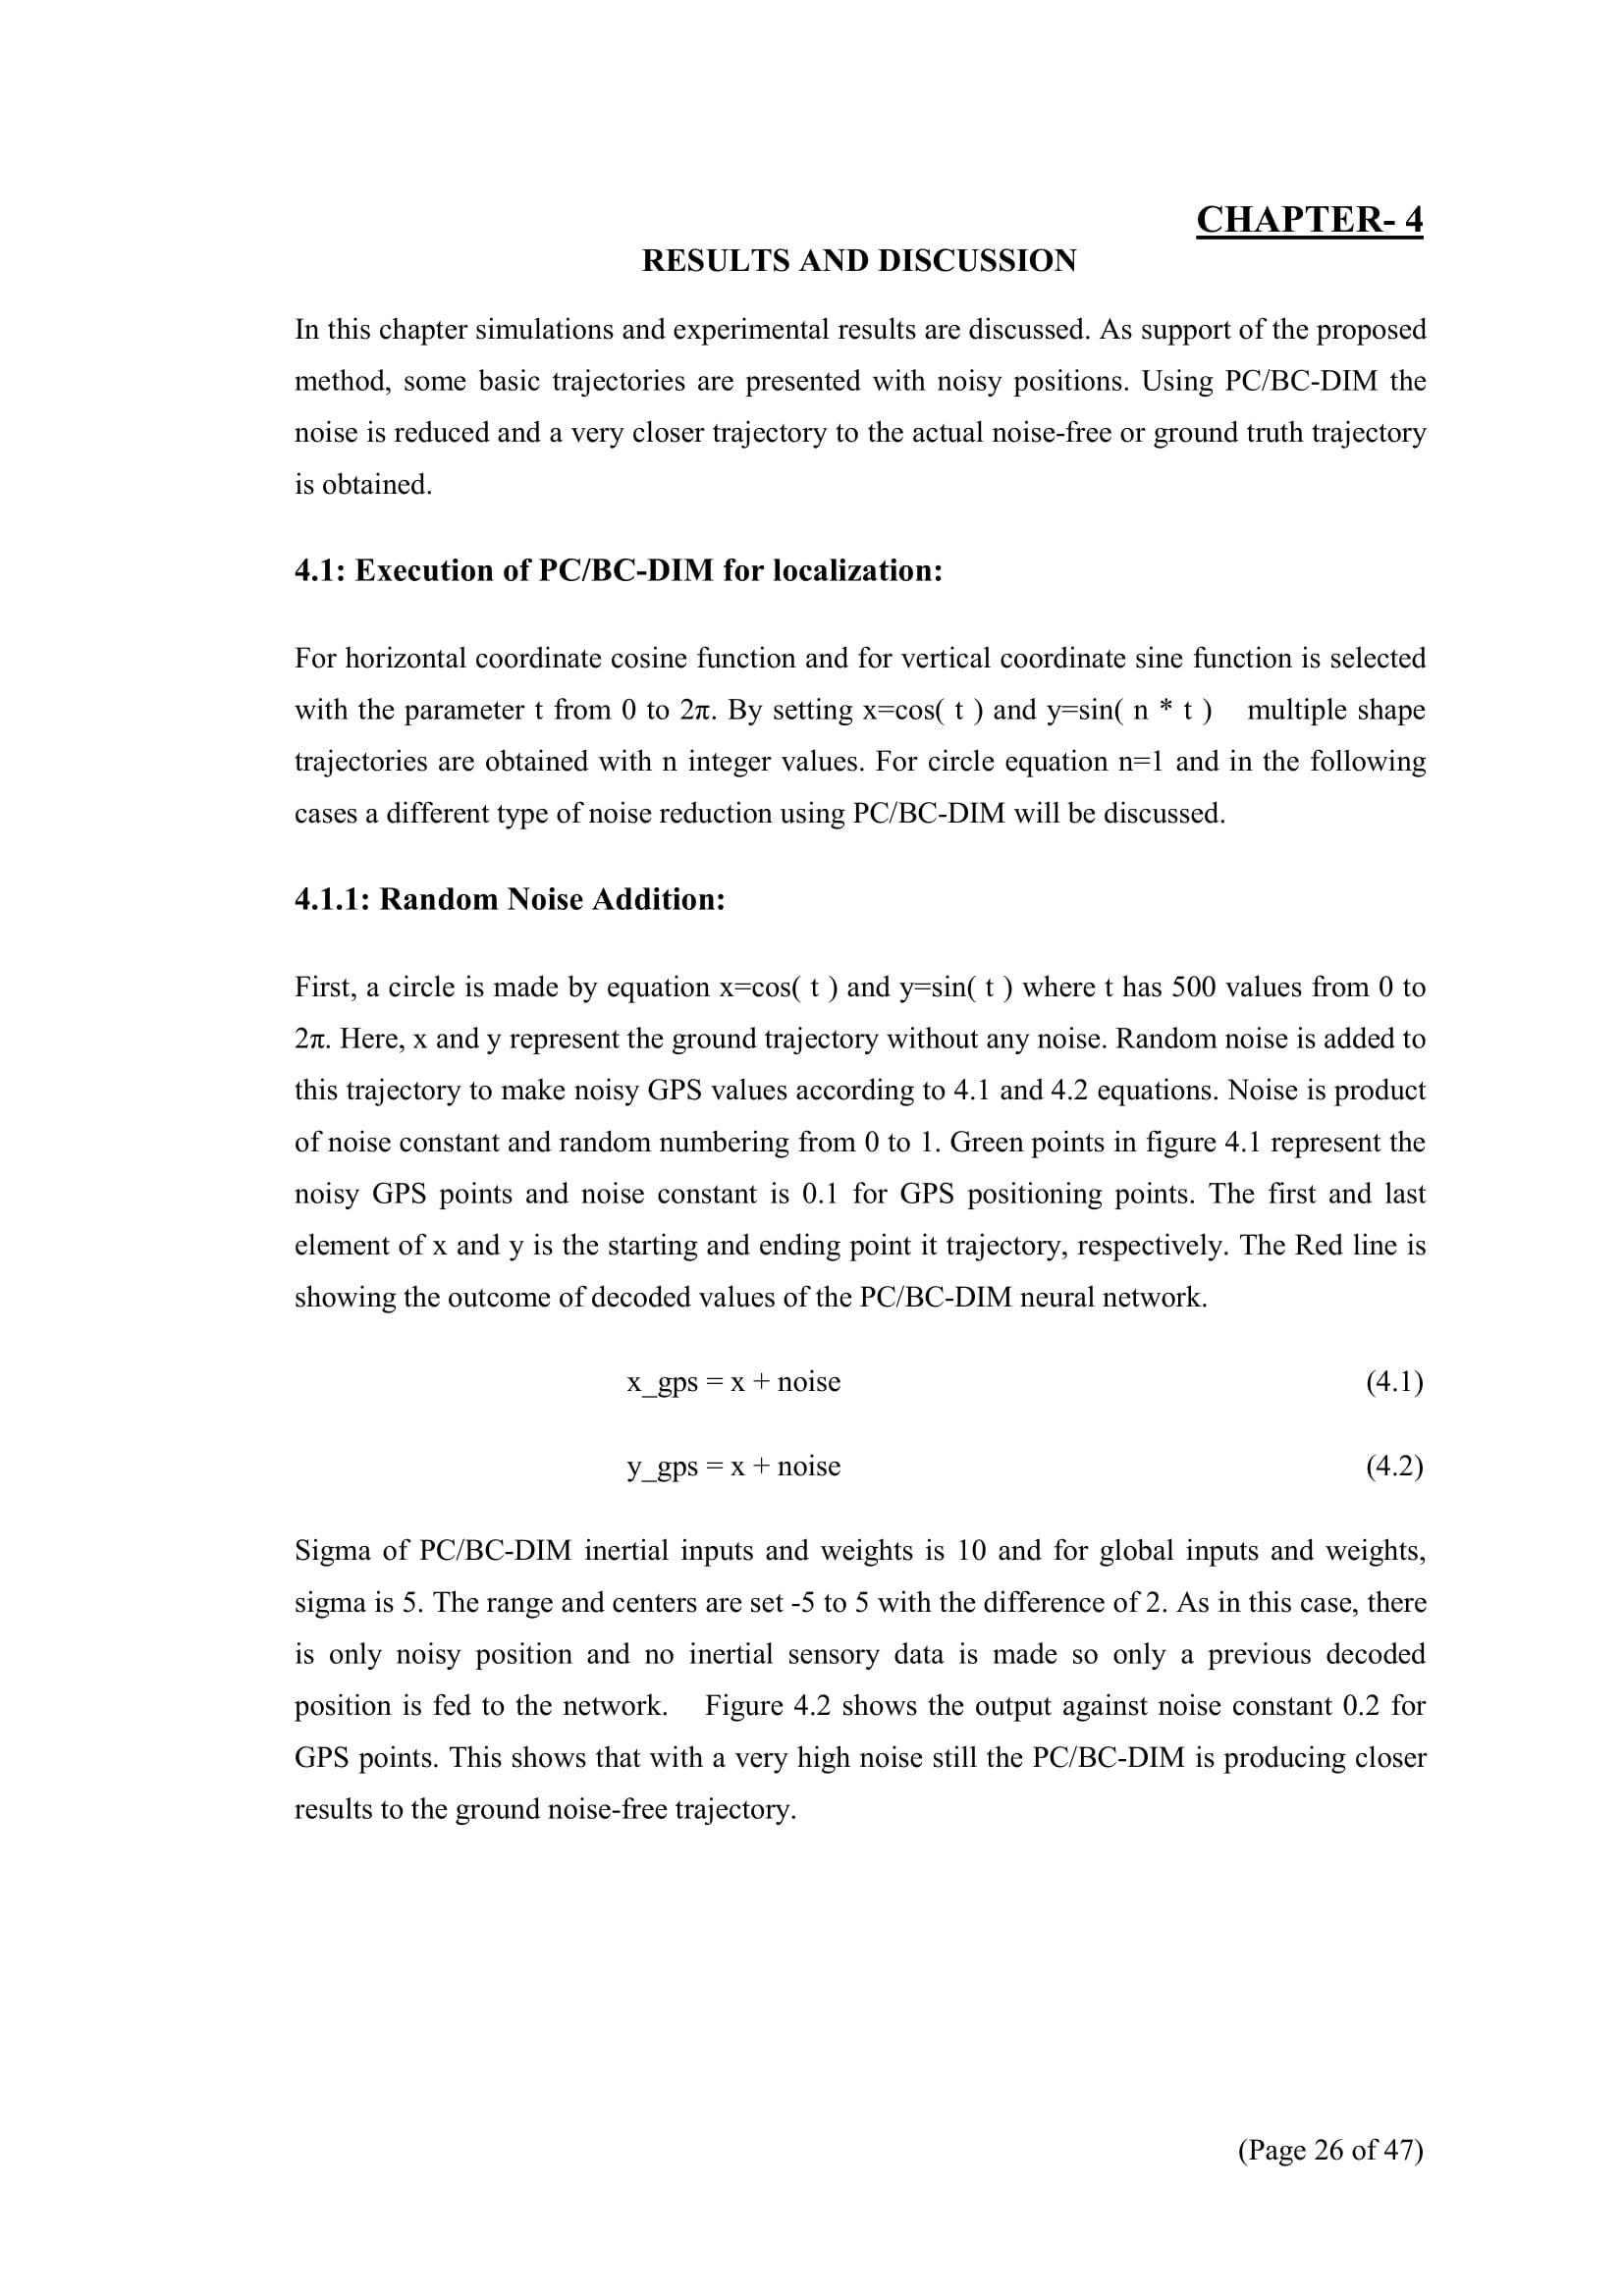 CHAPTER- 4
RESULTS AND DISCUSSION
In this chapter simulations and experimental results are discussed. As support of the proposed
method, some basic trajectories are presented with noisy positions. Using PC/BC-DIM the
noise is reduced and a very closer trajectory to the actual noise-free or ground truth trajectory
is obtained.
4.1: Execution of PC/BC-DIM for localization:
For horizontal coordinate cosine function and for vertical coordinate sine function is selected
with the parameter t from 0 to 2π. By setting x=cos( t ) and y=sin( n * t ) multiple shape
trajectories are obtained with n integer values. For circle equation n=1 and in the following
cases a different type of noise reduction using PC/BC-DIM will be discussed.
4.1.1: Random Noise Addition:
First, a circle is made by equation x=cos( t ) and y=sin( t ) where t has 500 values from 0 to
2π. Here, x and y represent the ground trajectory without any noise. Random noise is added to
this trajectory to make noisy GPS values according to 4.1 and 4.2 equations. Noise is product
of noise constant and random numbering from 0 to 1. Green points in figure 4.1 represent the
noisy GPS points and noise constant is 0.1 for GPS positioning points. The first and last
element of x and y is the starting and ending point it trajectory, respectively. The Red line is
showing the outcome of decoded values of the PC/BC-DIM neural network.
x_gps = x + noise (4.1)
y_gps = x + noise (4.2)
Sigma of PC/BC-DIM inertial inputs and weights is 10 and for global inputs and weights,
sigma is 5. The range and centers are set -5 to 5 with the difference of 2. As in this case, there
is only noisy position and no inertial sensory data is made so only a previous decoded
position is fed to the network. Figure 4.2 shows the output against noise constant 0.2 for
GPS points. This shows that with a very high noise still the PC/BC-DIM is producing closer
results to the ground noise-free trajectory.
(Page 26 of 47)